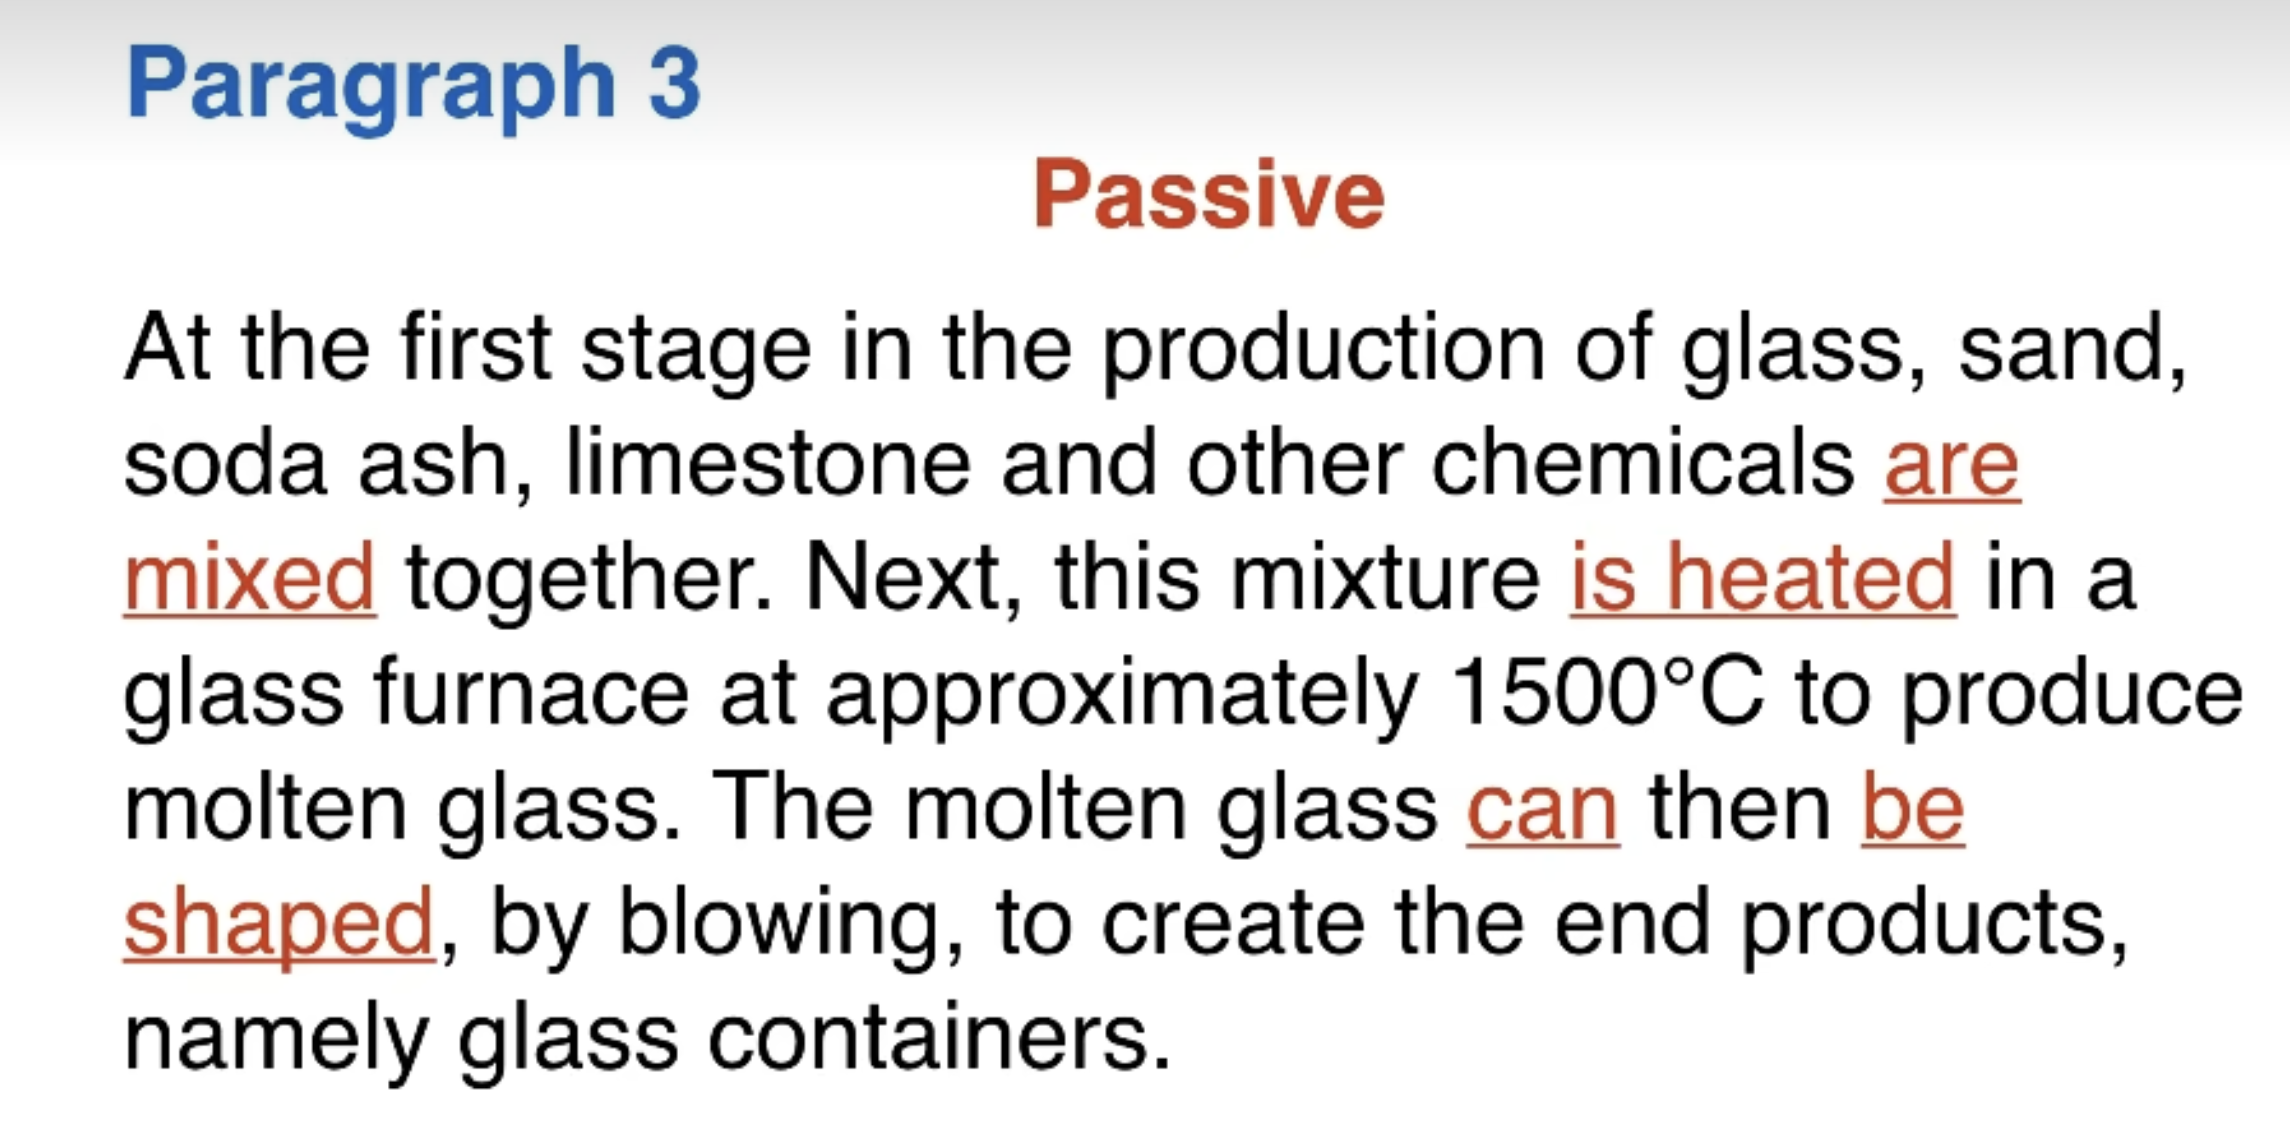 Paragraph 3
Passive
At the first stage in the production of glass, sand,
soda ash, limestone and other chemicals are
mixed together. Next, this mixture is heated in a
glass furnace at approximately 1500°C to produce
molten glass. The molten glass can then be
shaped, by blowing, to create the end products,
namely glass containers.